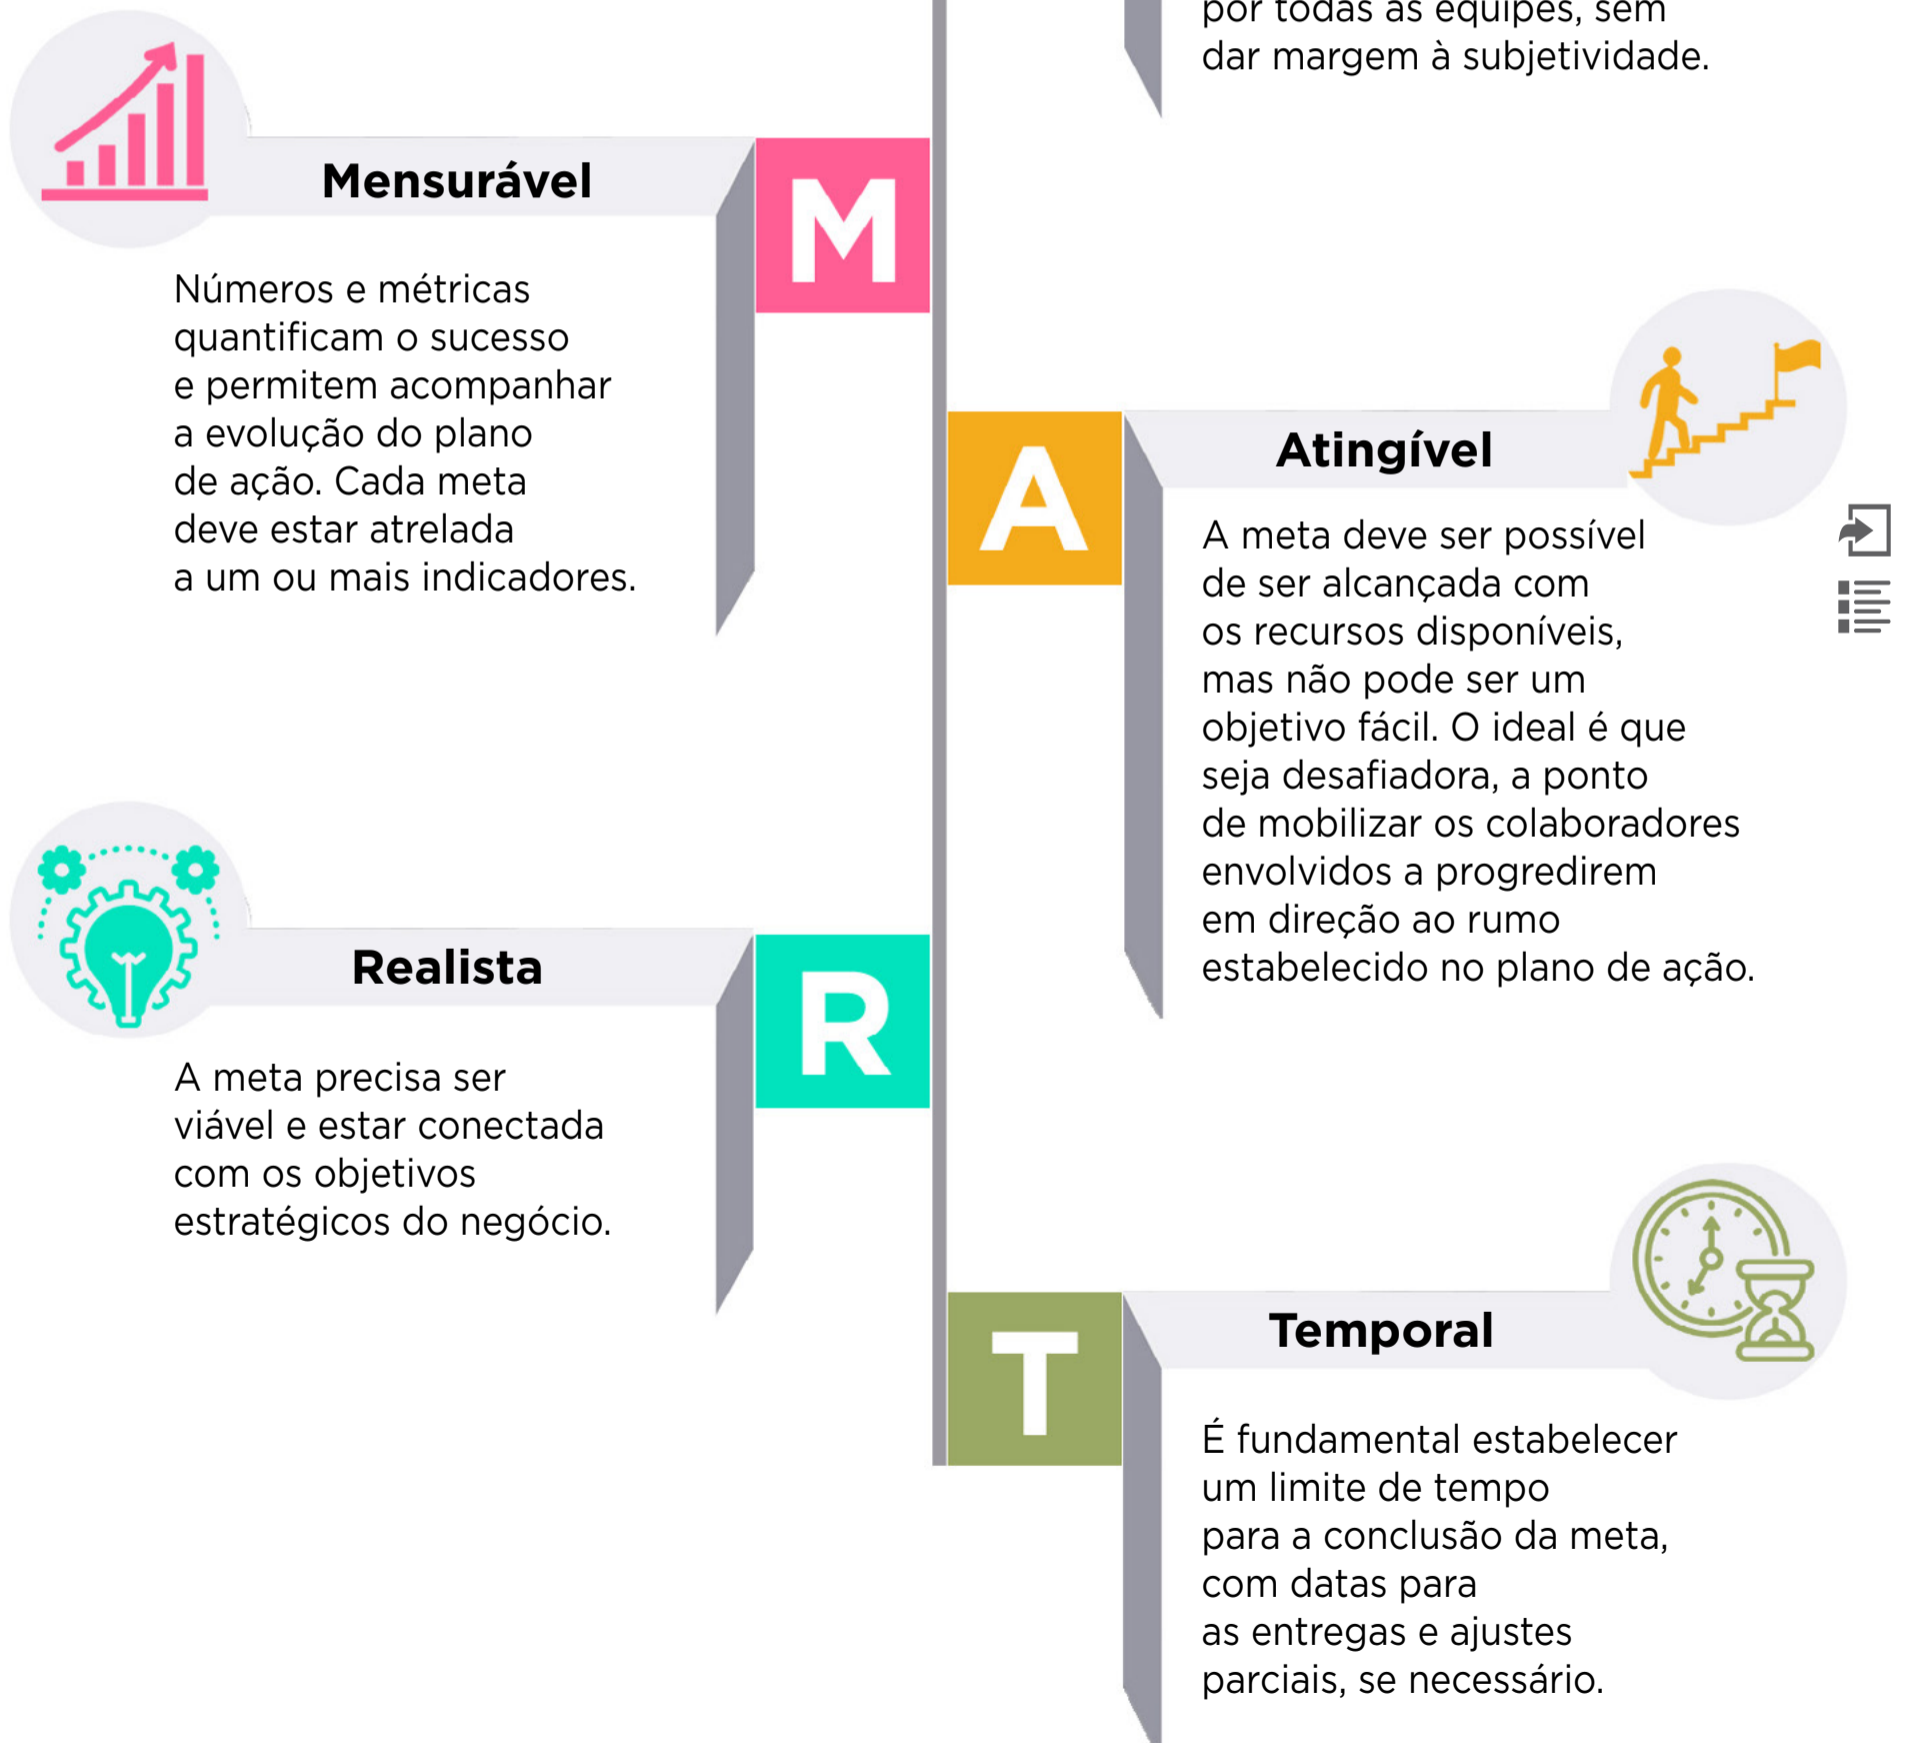 por todas as equipes, sem
dar margem à subjetividade.
M
Mensurável
Números e métricas
quantificam o sucesso
e permitem acompanhar
a evolução do plano
de ação. Cada meta
deve estar atrelada
a um ou mais indicadores.
A
Atingível
A meta deve ser possível
de ser alcançada com
os recursos disponíveis,
mas não pode ser um
objetivo fácil. O ideal é que
seja desafiadora, a ponto
de mobilizar os colaboradores
envolvidos a progredirem
em direção ao rumo
estabelecido no plano de ação.
R
Realista
A meta precisa ser
viável e estar conectada
com os objetivos
estratégicos do negócio.
T
Temporal
É fundamental estabelecer
um limite de tempo
para a conclusão da meta,
com datas para
as entregas e ajustes
parciais, se necessário.